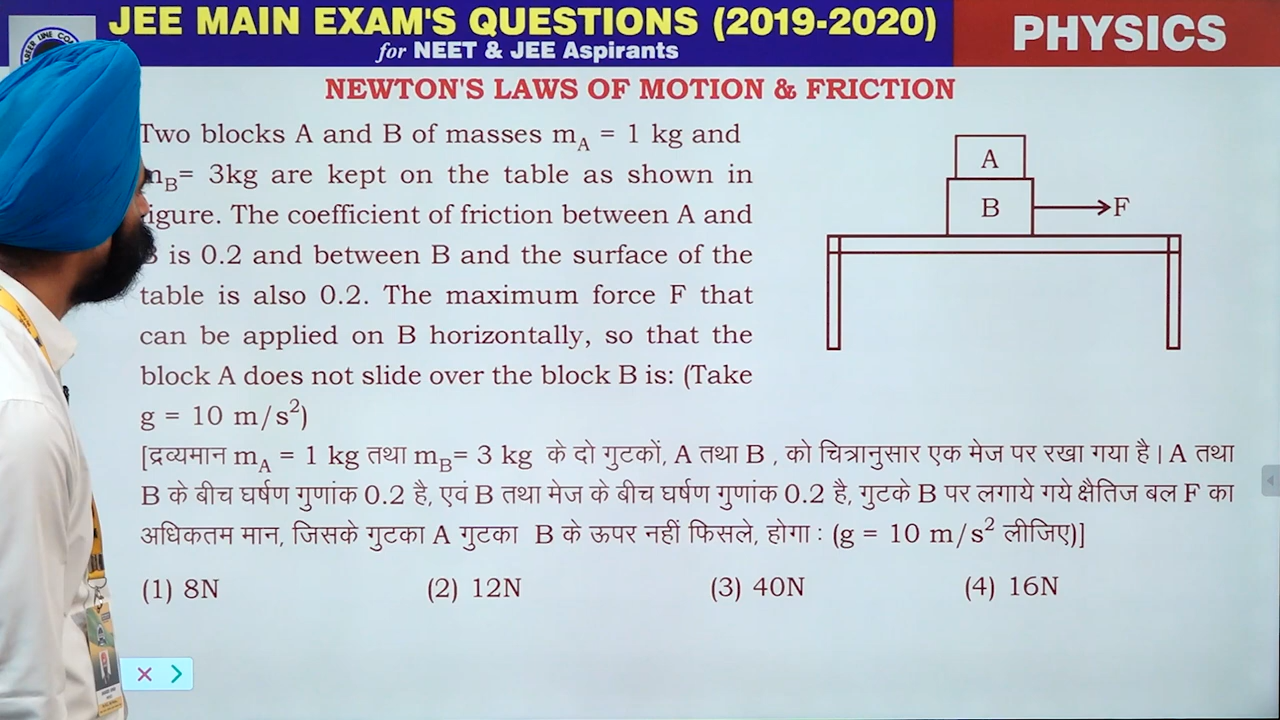 JEE MAIN EXAM'S QUESTIONS (2019-2020)
for NEET & JEE Aspirants
PHYSICS
NEWTON'S LAWS OF MOTION & FRICTION
Two blocks A and B of masses mA = 1 kg and
mB= 3kg are kept on the table as shown in
figure. The coefficient of friction between A and
B is 0.2 and between B and the surface of the
table is also 0.2. The maximum force F that
can be applied on B horizontally, so that the
block A does not slide over the block B is: (Take
g = 10 m/s²)
A
B
F
[द्रव्यमान mA = 1 kg तथा mB= 3 kg के दो गुटकों, A तथा B , को चित्रानुसार एक मेज पर रखा गया है। A तथा
B के बीच घर्षण गुणांक 0.2 है, एवं B तथा मेज के बीच घर्षण गुणांक 0.2 है, गुटके B पर लगाये गये क्षैतिज बल F का
अधिकतम मान, जिसके गुटका A गुटका B के ऊपर नहीं फिसले, होगा : (g = 10 m/s² लीजिए)]
(1) 8N (2) 12N (3) 40N (4) 16N